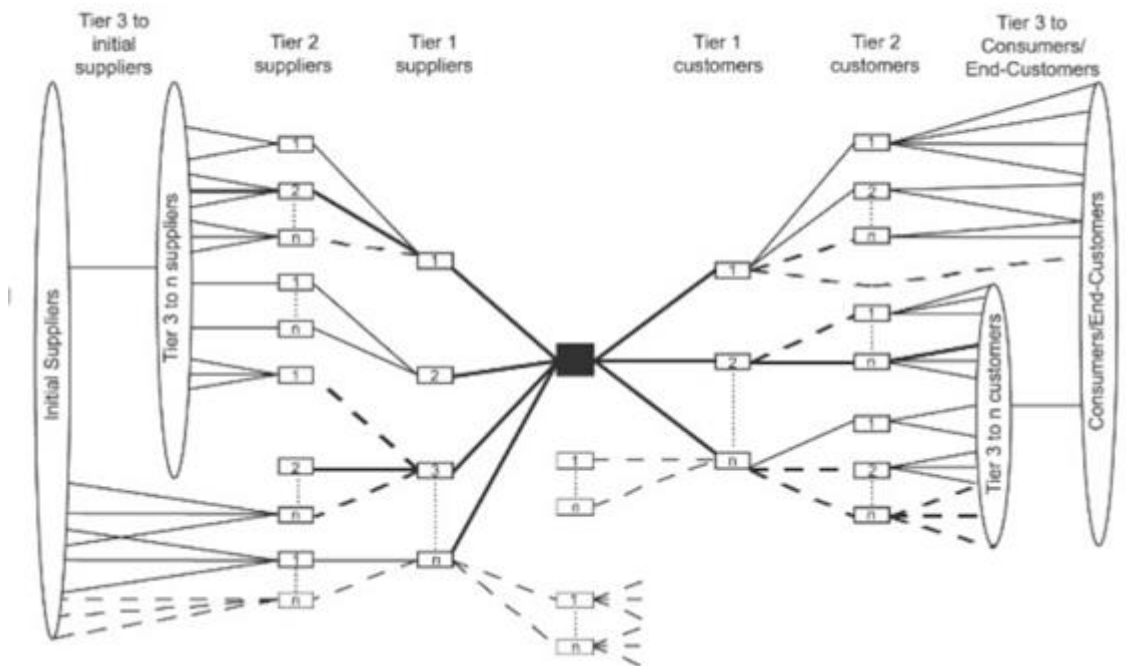 Tier 3 to
initial
suppliers
Tier 2
suppliers
Tier 1
suppliers
Tier 1
customers
Tier 2
customers
Tier 3 to
Consumers/
End-Customers
Initial Suppliers
Tier 3 to n suppliers
1
2
n
1
n
1
2
n
1
n
1
2
3
n
1
n
1
n
1
2
n
1
2
n
1
n
1
2
n
Tier 3 to n customers
Consumers/End-Customers